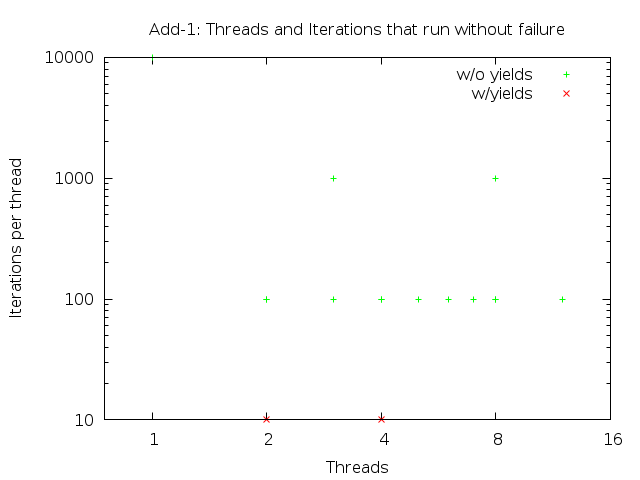 Add-1: Threads and Iterations that run without failure
10000
w/o yields
w/yields
1000
100
10
Iterations per thread
1 2 4 8 16
Threads